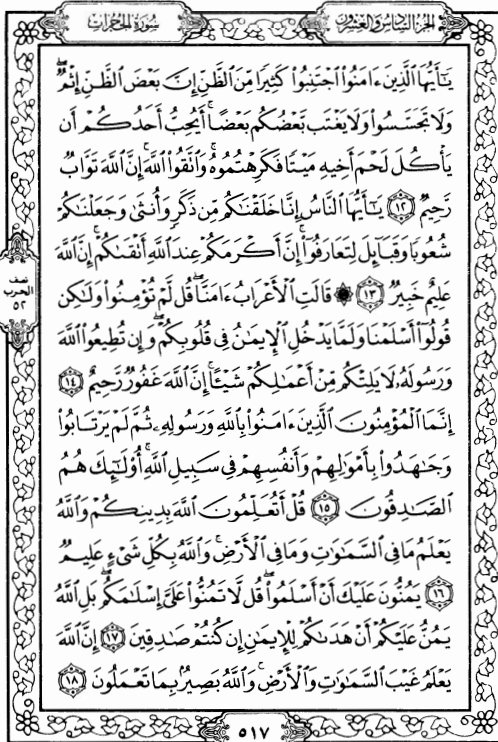 سورة الحجرات
الجزء السادس والعشرون
يَٰٓأَيُّهَا ٱلَّذِينَ ءَامَنُوا۟ ٱجْتَنِبُوا۟ كَثِيرًا مِّنَ ٱلظَّنِّ إِنَّ بَعْضَ ٱلظَّنِّ إِثْمٌ ۖ
وَلَا تَجَسَّسُوا۟ وَلَا يَغْتَب بَّعْضُكُم بَعْضًا ۚ أَيُحِبُّ أَحَدُكُمْ أَن
يَأْكُلَ لَحْمَ أَخِيهِ مَيْتًا فَكَرِهْتُمُوهُ ۚ وَٱتَّقُوا۟ ٱللَّهَ ۚ إِنَّ ٱللَّهَ تَوَّابٌ
رَّحِيمٌ ۝١٢ يَٰٓأَيُّهَا ٱلنَّاسُ إِنَّا خَلَقْنَٰكُم مِّن ذَكَرٍ وَأُنثَىٰ وَجَعَلْنَٰكُمْ
شُعُوبًا وَقَبَآئِلَ لِتَعَارَفُوٓا۟ ۚ إِنَّ أَكْرَمَكُمْ عِندَ ٱللَّهِ أَتْقَىٰكُمْ ۚ إِنَّ ٱللَّهَ
عَلِيمٌ خَبِيرٌ ۝١٣ ۞ قَالَتِ ٱلْأَعْرَابُ ءَامَنَّا ۖ قُل لَّمْ تُؤْمِنُوا۟ وَلَٰكِن
قُولُوٓا۟ أَسْلَمْنَا وَلَمَّا يَدْخُلِ ٱلْإِيمَٰنُ فِى قُلُوبِكُمْ ۖ وَإِن تُطِيعُوا۟ ٱللَّهَ
وَرَسُولَهُۥ لَا يَلِتْكُم مِّنْ أَعْمَٰلِكُمْ شَيْـًٔا ۚ إِنَّ ٱللَّهَ غَفُورٌ رَّحِيمٌ ۝١٤
إِنَّمَا ٱلْمُؤْمِنُونَ ٱلَّذِينَ ءَامَنُوا۟ بِٱللَّهِ وَرَسُولِهِۦ ثُمَّ لَمْ يَرْتَابُوا۟
وَجَٰهَدُوا۟ بِأَمْوَٰلِهِمْ وَأَنفُسِهِمْ فِى سَبِيلِ ٱللَّهِ ۚ أُو۟لَٰٓئِكَ هُمُ
ٱلصَّٰدِقُونَ ۝١٥ قُلْ أَتُعَلِّمُونَ ٱللَّهَ بِدِينِكُمْ وَٱللَّهُ
يَعْلَمُ مَا فِى ٱلسَّمَٰوَٰتِ وَمَا فِى ٱلْأَرْضِ ۚ وَٱللَّهُ بِكُلِّ شَىْءٍ عَلِيمٌ
۝١٦ يَمُنُّونَ عَلَيْكَ أَنْ أَسْلَمُوا۟ ۖ قُل لَّا تَمُنُّوا۟ عَلَىَّ إِسْلَٰمَكُم ۖ بَلِ ٱللَّهُ
يَمُنُّ عَلَيْكُمْ أَنْ هَدَىٰكُمْ لِلْإِيمَٰنِ إِن كُنتُمْ صَٰدِقِينَ ۝١٧ إِنَّ ٱللَّهَ
يَعْلَمُ غَيْبَ ٱلسَّمَٰوَٰتِ وَٱلْأَرْضِ ۚ وَٱللَّهُ بَصِيرٌۢ بِمَا تَعْمَلُونَ ۝١٨
نصف
الحزب
٥٢
٥١٧